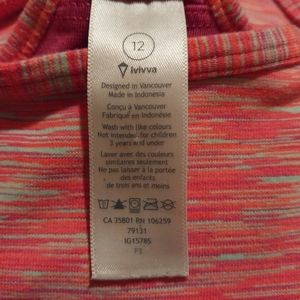 12
ivivva
Designed in Vancouver
Made in Indonesia
Conçu à Vancouver
Fabriqué en Indonésie
Wash with like colours
Not intended for children
3 years and under
Laver avec des couleurs
similaires seulement
Ne pas laisser à la portée
des enfants
de trois ans et moins
CA 35801 RN 106259
79131
IG1578S